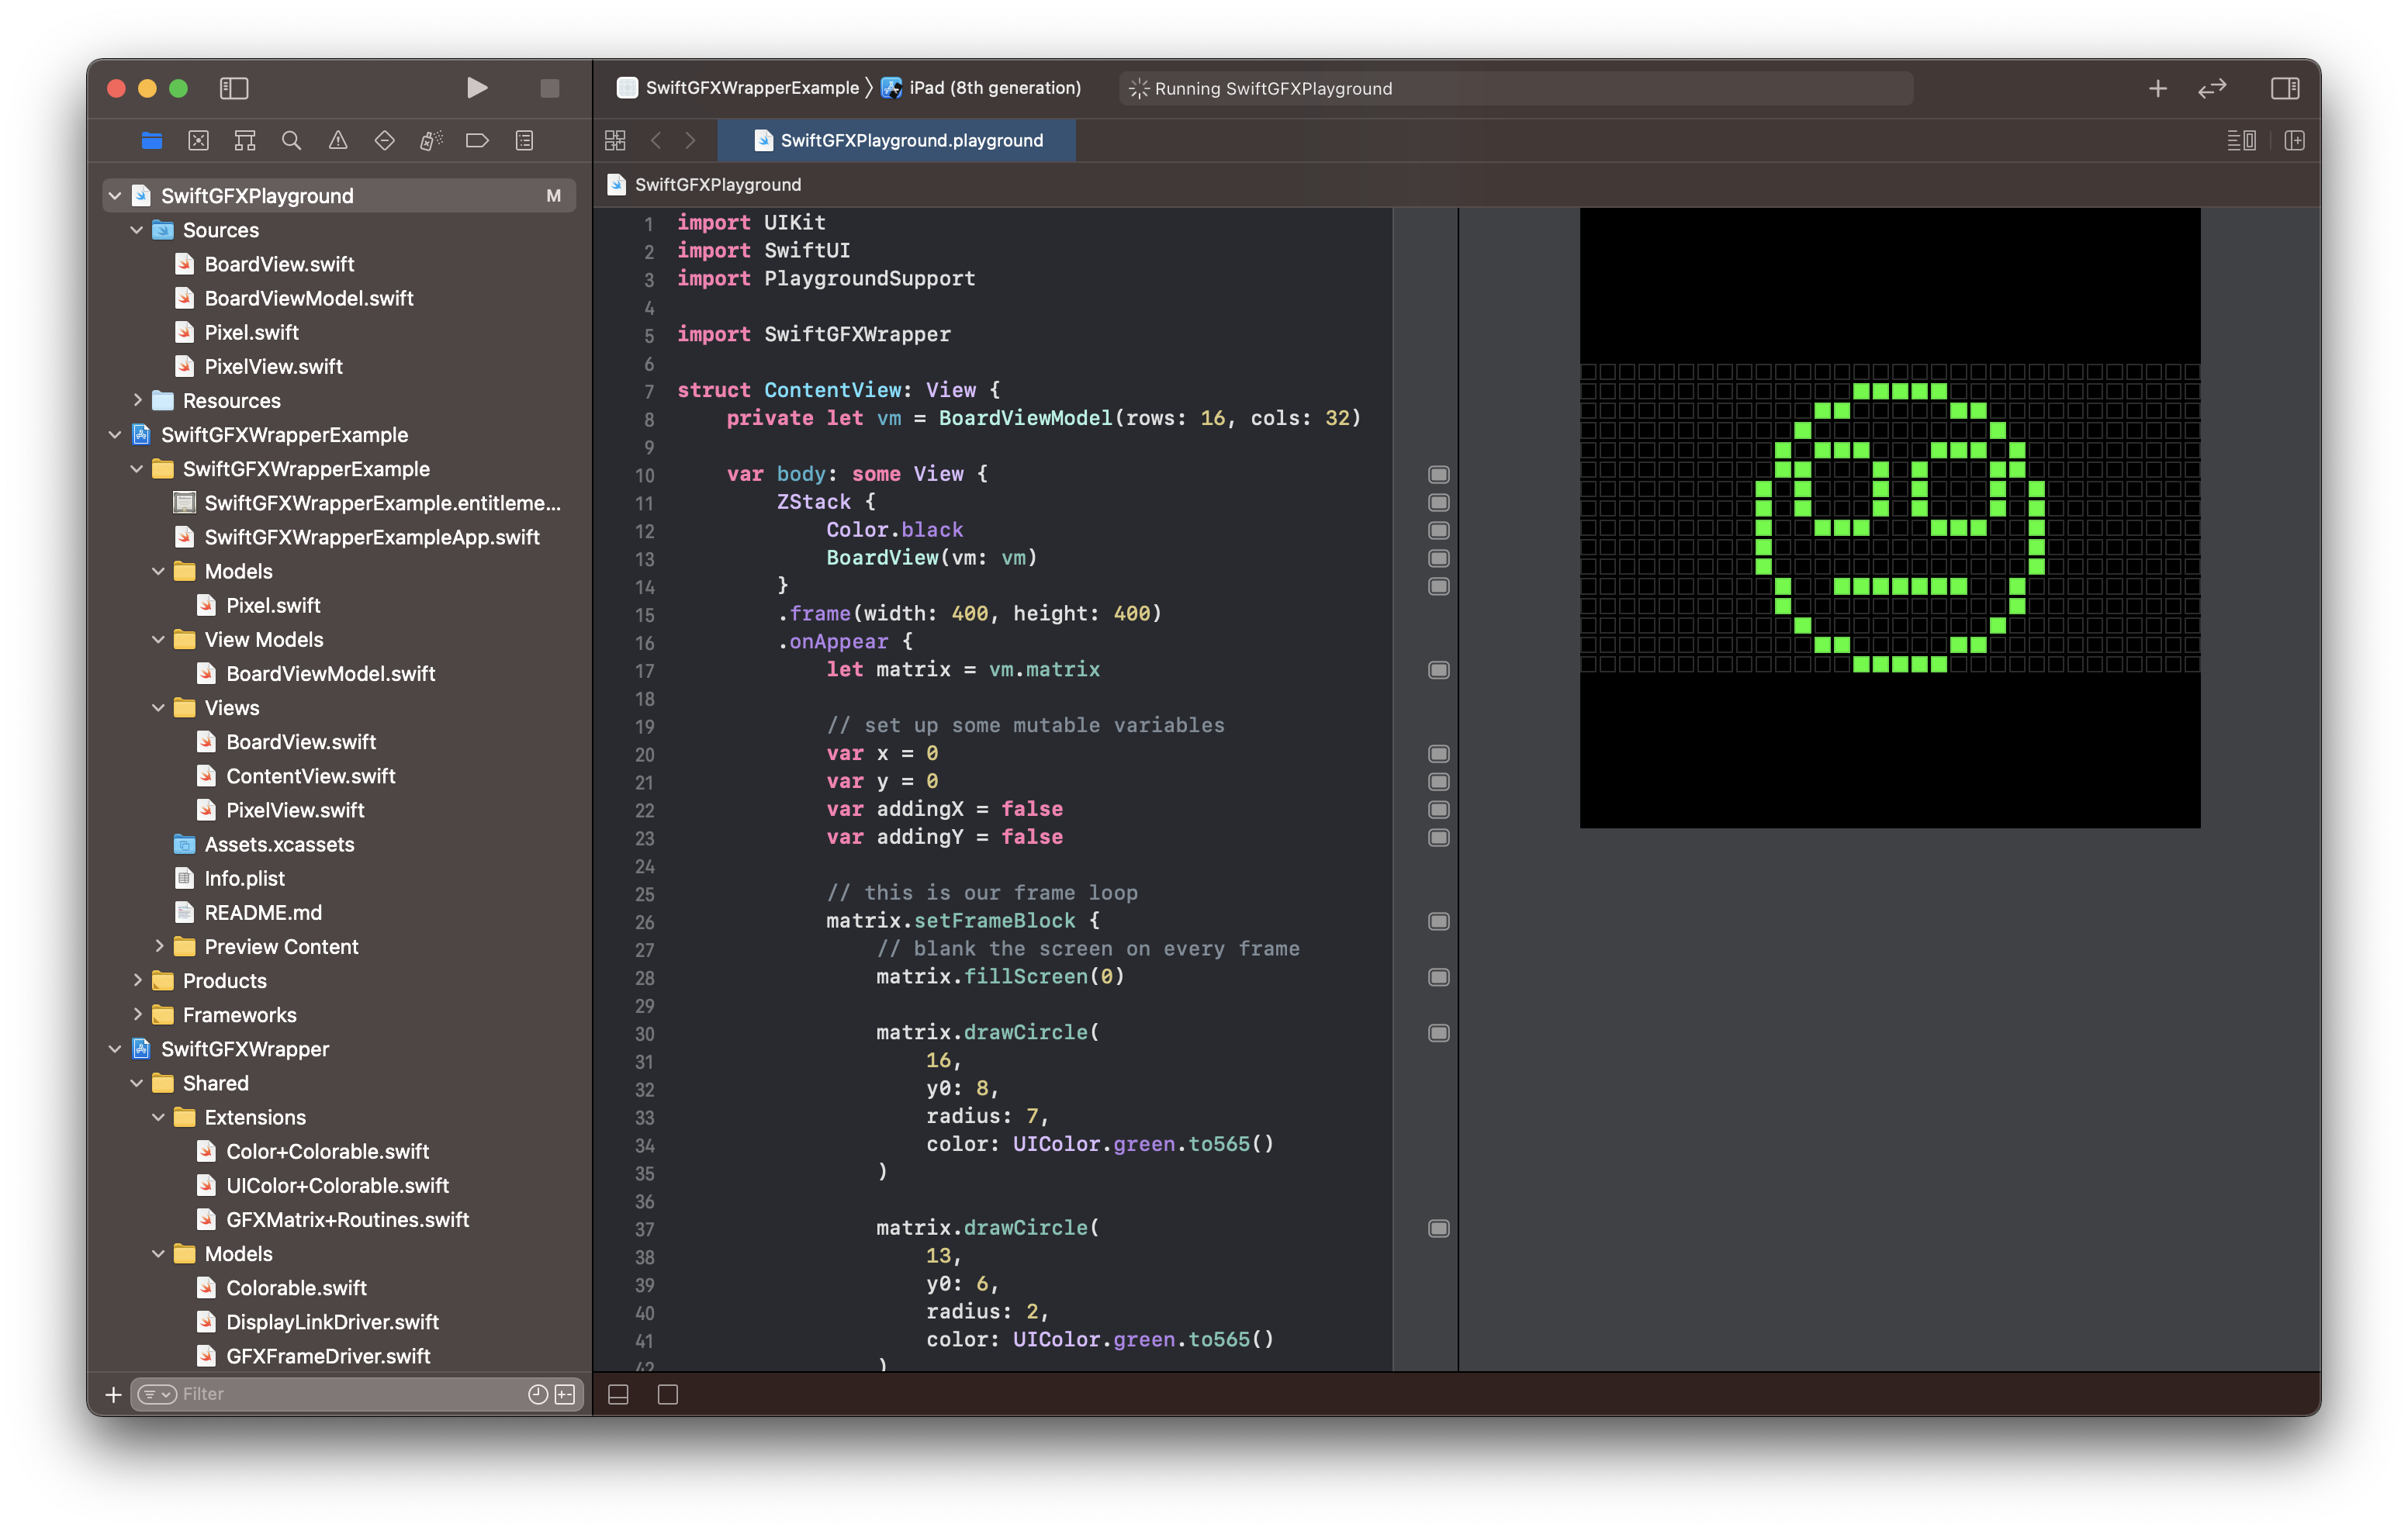 SwiftGFXWrapperExample
iPad (8th generation)
Running SwiftGFXPlayground
SwiftGFXPlayground.playground
SwiftGFXPlayground
SwiftGFXPlayground M
Sources
BoardView.swift
BoardViewModel.swift
Pixel.swift
PixelView.swift
Resources
SwiftGFXWrapperExample
SwiftGFXWrapperExample
SwiftGFXWrapperExample.entitleme...
SwiftGFXWrapperExampleApp.swift
Models
Pixel.swift
View Models
BoardViewModel.swift
Views
BoardView.swift
ContentView.swift
PixelView.swift
Assets.xcassets
Info.plist
README.md
Preview Content
Products
Frameworks
SwiftGFXWrapper
Shared
Extensions
Color+Colorable.swift
UIColor+Colorable.swift
GFXMatrix+Routines.swift
Models
Colorable.swift
DisplayLinkDriver.swift
GFXFrameDriver.swift
Filter
1 import UIKit
2 import SwiftUI
3 import PlaygroundSupport
4
5 import SwiftGFXWrapper
6
7 struct ContentView: View {
8 private let vm = BoardViewModel(rows: 16, cols: 32)
9
10 var body: some View {
11 ZStack {
12 Color.black
13 BoardView(vm: vm)
14 }
15 .frame(width: 400, height: 400)
16 .onAppear {
17 let matrix = vm.matrix
18
19 // set up some mutable variables
20 var x = 0
21 var y = 0
22 var addingX = false
23 var addingY = false
24
25 // this is our frame loop
26 matrix.setFrameBlock {
27 // blank the screen on every frame
28 matrix.fillScreen(0)
29
30 matrix.drawCircle(
31 16,
32 y0: 8,
33 radius: 7,
34 color: UIColor.green.to565()
35 )
36
37 matrix.drawCircle(
38 13,
39 y0: 6,
40 radius: 2,
41 color: UIColor.green.to565()
42 )